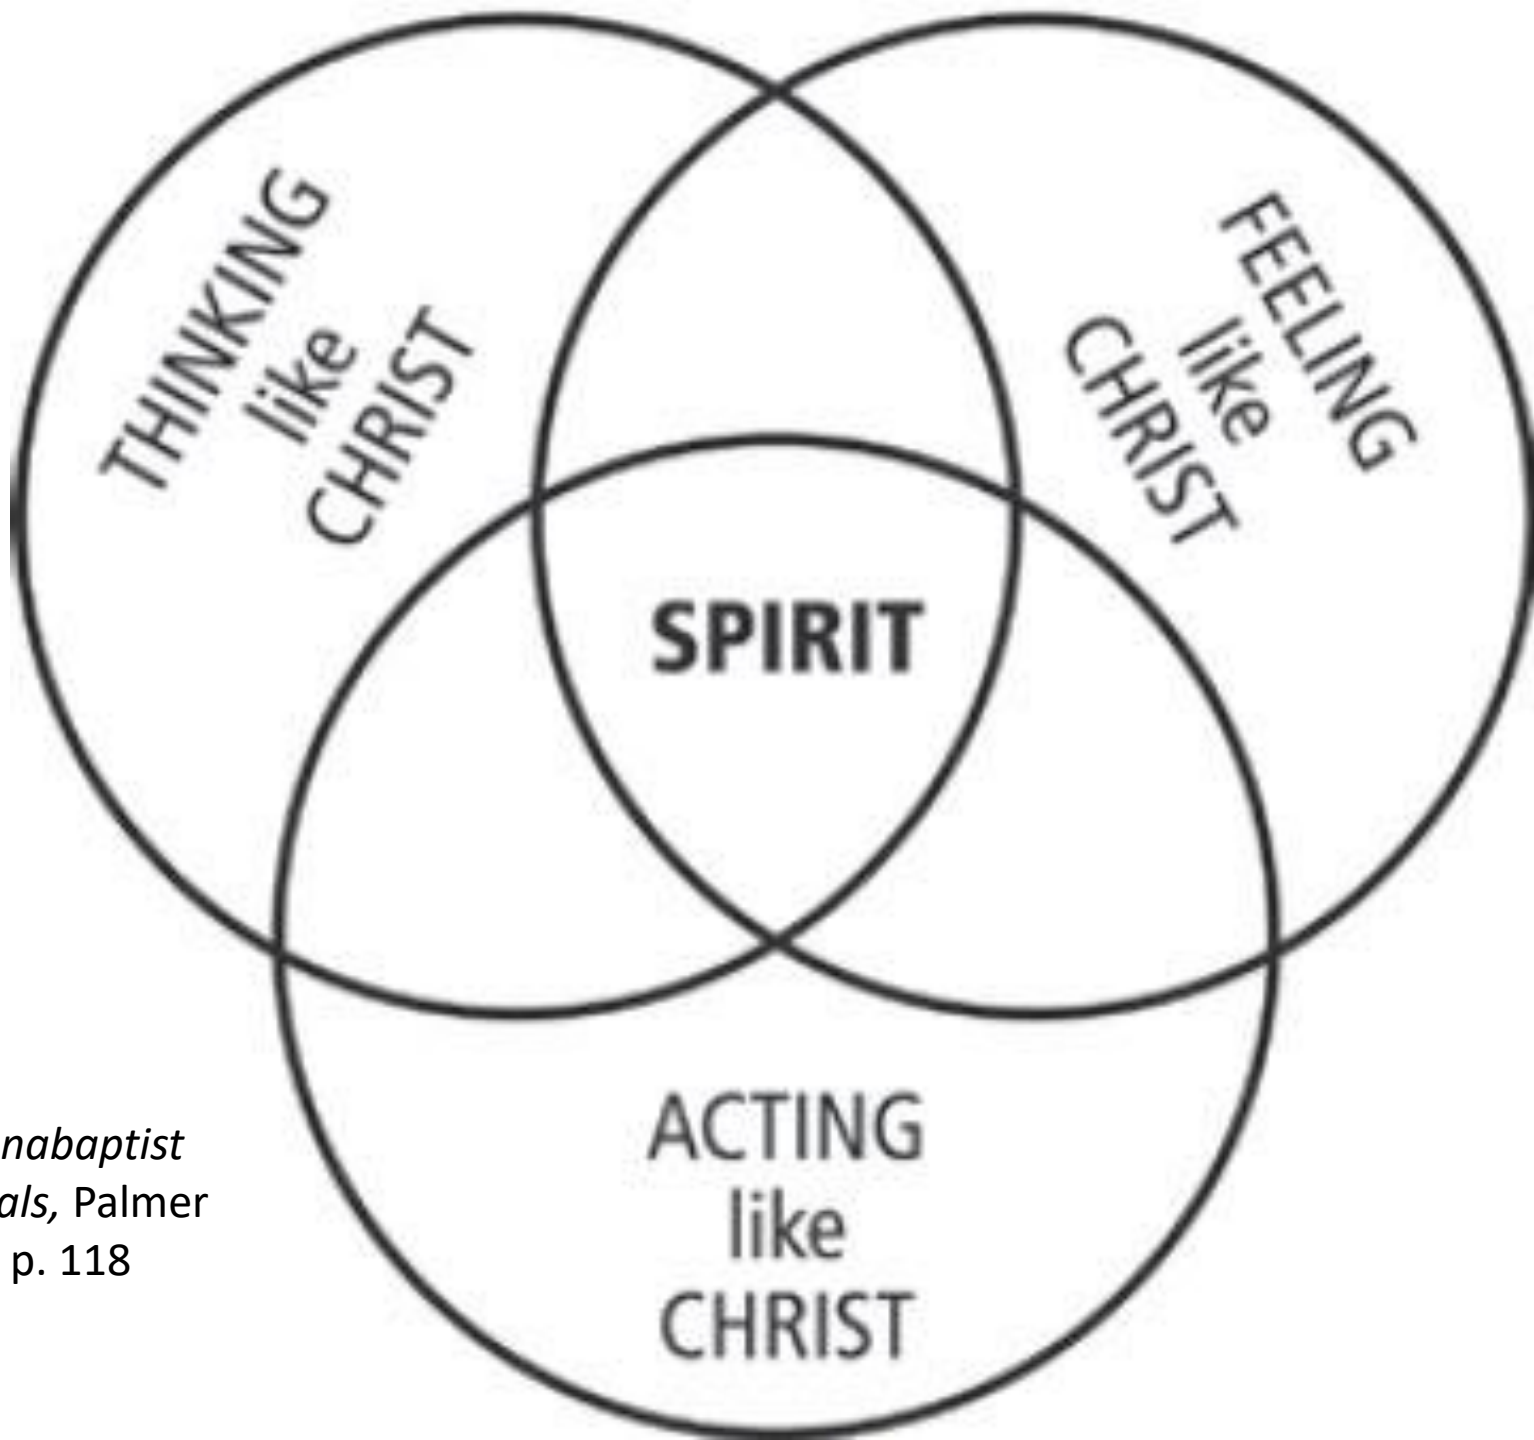 THINKING
like
CHRIST
FEELING
like
CHRIST
SPIRIT
ACTING
like
CHRIST
nabaptist
als, Palmer
p. 118